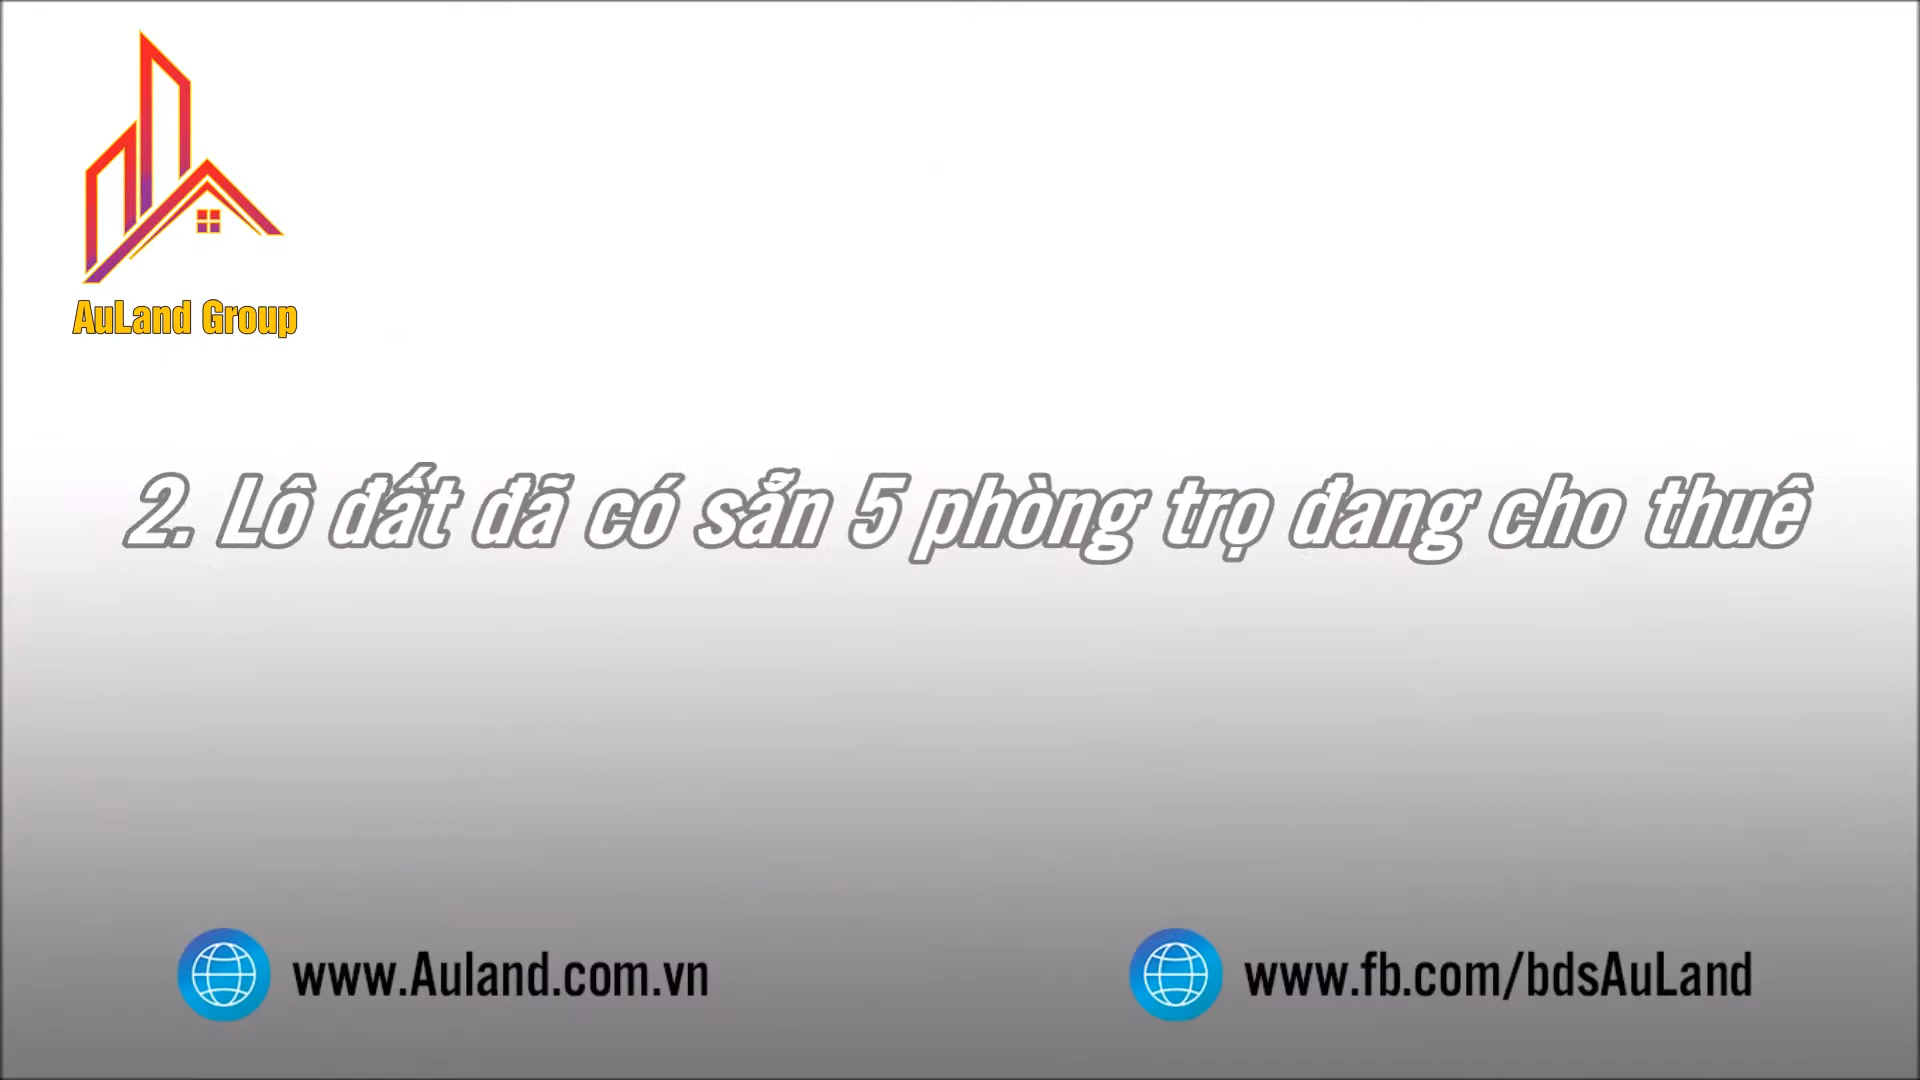 AuLand Group
2. Lô đất đã có sẵn 5 phòng trọ đang cho thuê
www.Auland.com.vn
www.fb.com/bdsAuLand